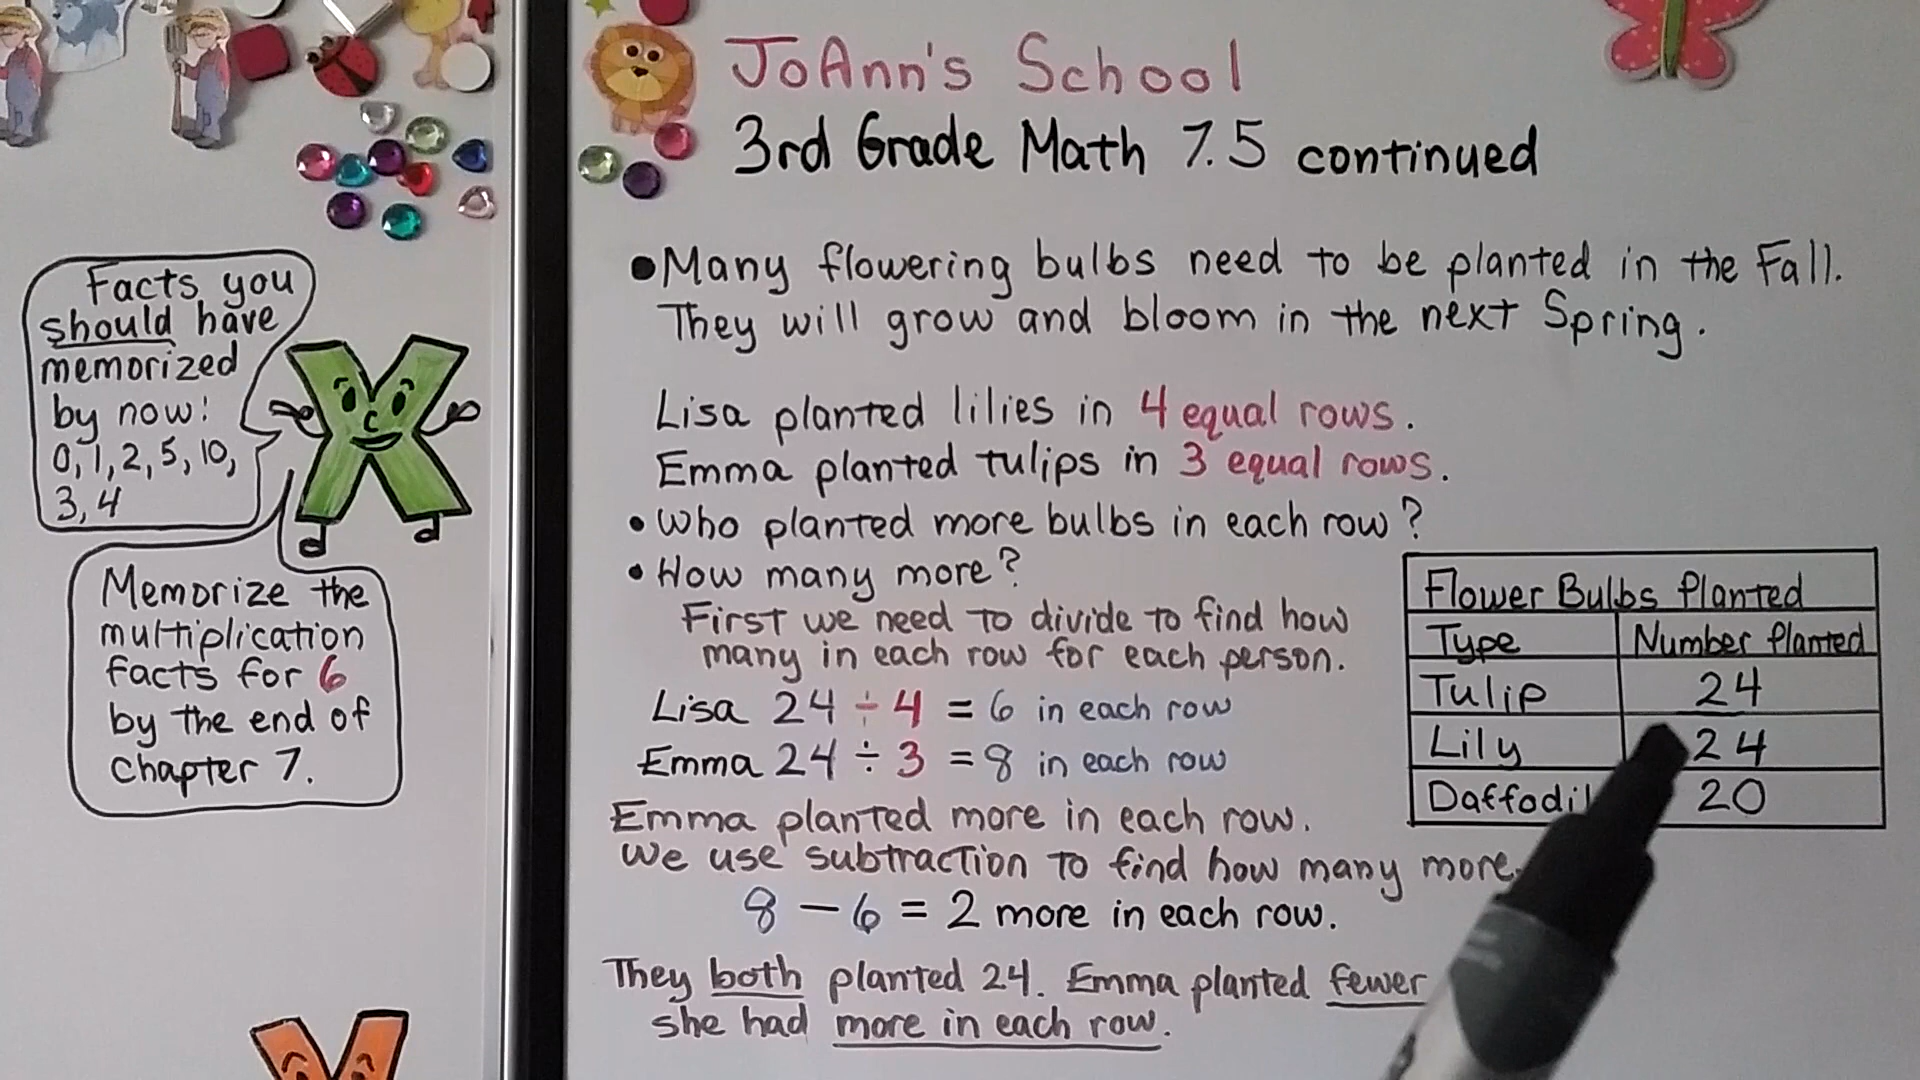 JoAnn's School
3rd Grade Math 7.5 continued
Facts you
should have
memorized
by now:
0, 1, 2, 5, 10,
3, 4
Memorize the
multiplication
facts for 6
by the end of
Chapter 7.
• Many flowering bulbs need to be planted in the Fall.
They will grow and bloom in the next Spring.
Lisa planted lilies in 4 equal rows.
Emma planted tulips in 3 equal rows.
• Who planted more bulbs in each row?
• How many more?
First we need to divide to find how
many in each row for each person.
Lisa 24 ÷ 4 = 6 in each row
Emma 24 ÷ 3 = 8 in each row
Emma planted more in each row.
We use subtraction to find how many more.
8 - 6 = 2 more in each row.
They both planted 24. Emma planted fewer
she had more in each row.
Flower Bulbs Planted
Type Number Planted
Tulip 24
Lily 24
Daffodil 20